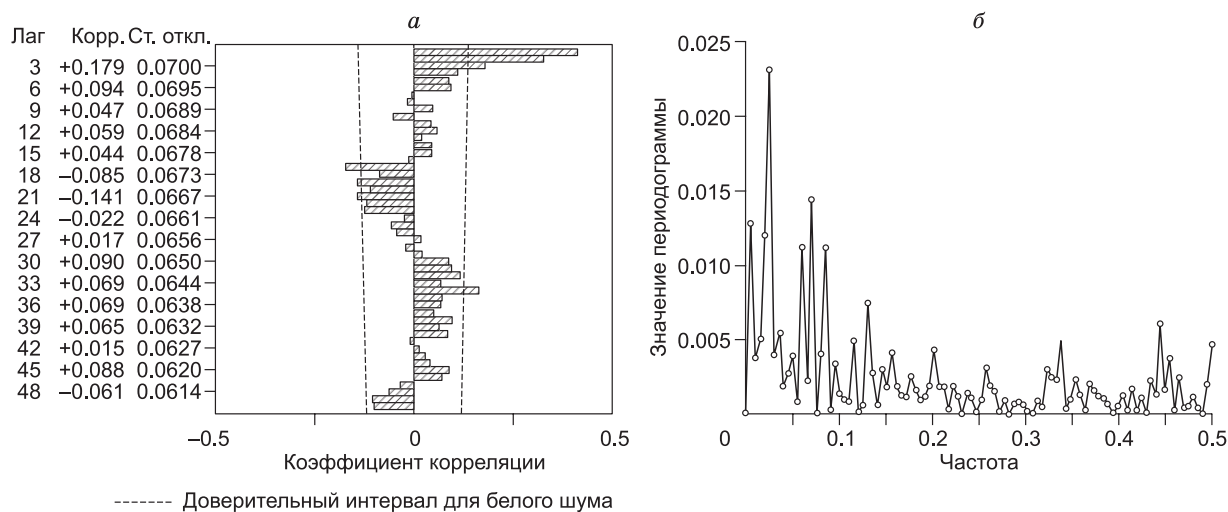 а
Лаг Корр. Ст. откл.
3 +0.179 0.0700
6 +0.094 0.0695
9 +0.047 0.0689
12 +0.059 0.0684
15 +0.044 0.0678
18 –0.085 0.0673
21 –0.141 0.0667
24 –0.022 0.0661
27 +0.017 0.0656
30 +0.090 0.0650
33 +0.069 0.0644
36 +0.069 0.0638
39 +0.065 0.0632
42 +0.015 0.0627
45 +0.088 0.0620
48 –0.061 0.0614
–0.5 0 0.5
Коэффициент корреляции
Доверительный интервал для белого шума
б
Значение периодограммы
0.025
0.020
0.015
0.010
0.005
0 0.1 0.2 0.3 0.4 0.5
Частота